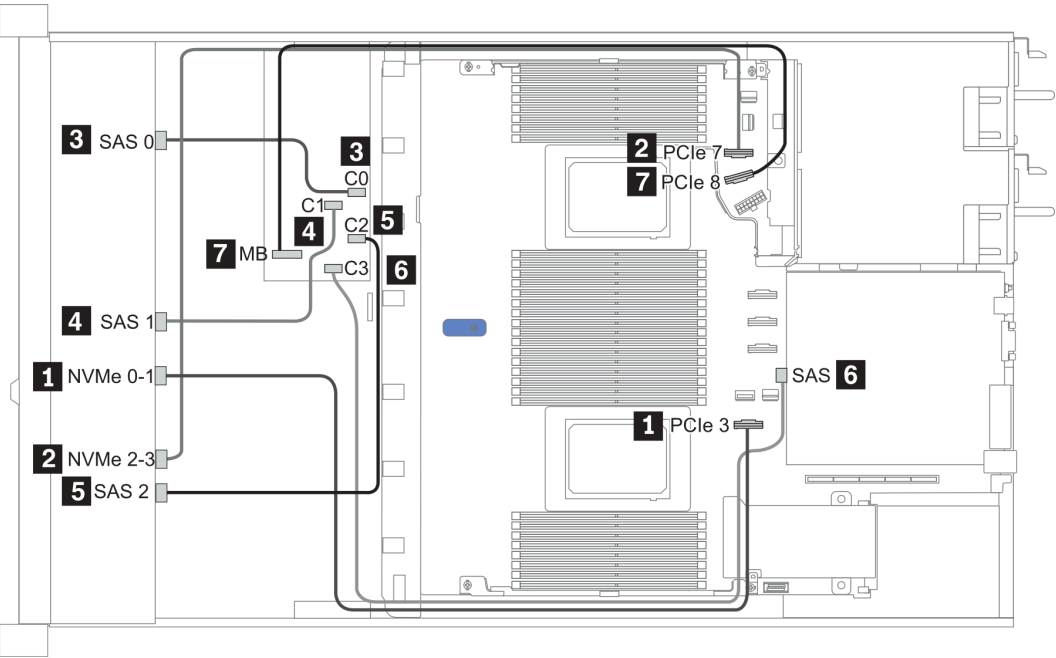 3 SAS 0
3
C0
C1
4
C2 5
7 MB
C3 6
4 SAS 1
1 NVMe 0-1
2 NVMe 2-3
5 SAS 2
2 PCIe 7
7 PCIe 8
SAS 6
1 PCIe 3